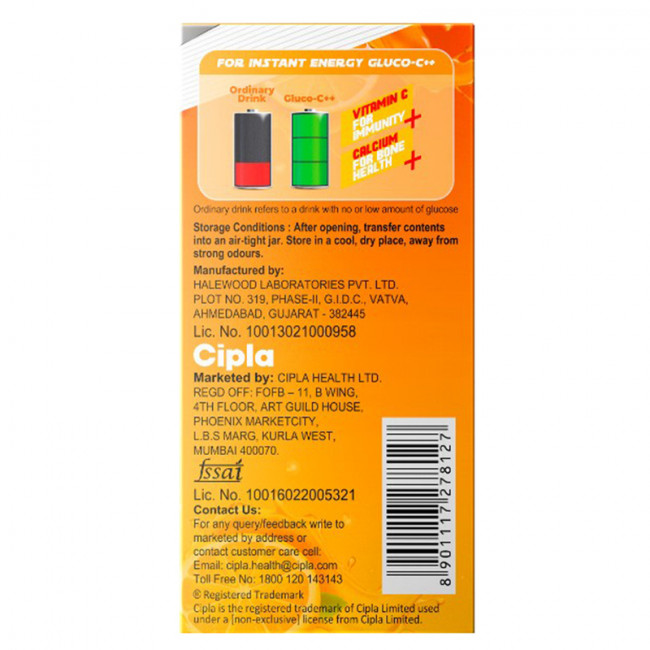 FOR INSTANT ENERGY GLUCO-C++
Ordinary
Drink
Gluco-C++
VITAMIN C
FOR
IMMUNITY +
CALCIUM
FOR BONE
HEALTH +
Ordinary drink refers to a drink with no or low amount of glucose
Storage Conditions : After opening, transfer contents
into an air-tight jar. Store in a cool, dry place, away from
strong odours.
Manufactured by:
HALEWOOD LABORATORIES PVT. LTD.
PLOT NO. 319, PHASE-II, G.I.D.C., VATVA,
AHMEDABAD, GUJARAT - 382445
Lic. No. 10013021000958
Cipla
Marketed by: CIPLA HEALTH LTD.
REGD OFF: FOFB – 11, B WING,
4TH FLOOR, ART GUILD HOUSE,
PHOENIX MARKETCITY,
L.B.S MARG, KURLA WEST,
MUMBAI 400070.
fssai
Lic. No. 10016022005321
Contact Us:
For any query/feedback write to
marketed by address or
contact customer care cell:
Email: cipla.health@cipla.com
Toll Free No: 1800 120 143143
® Registered Trademark
Cipla is the registered trademark of Cipla Limited used
under a [non-exclusive] license from Cipla Limited.
8901117278127